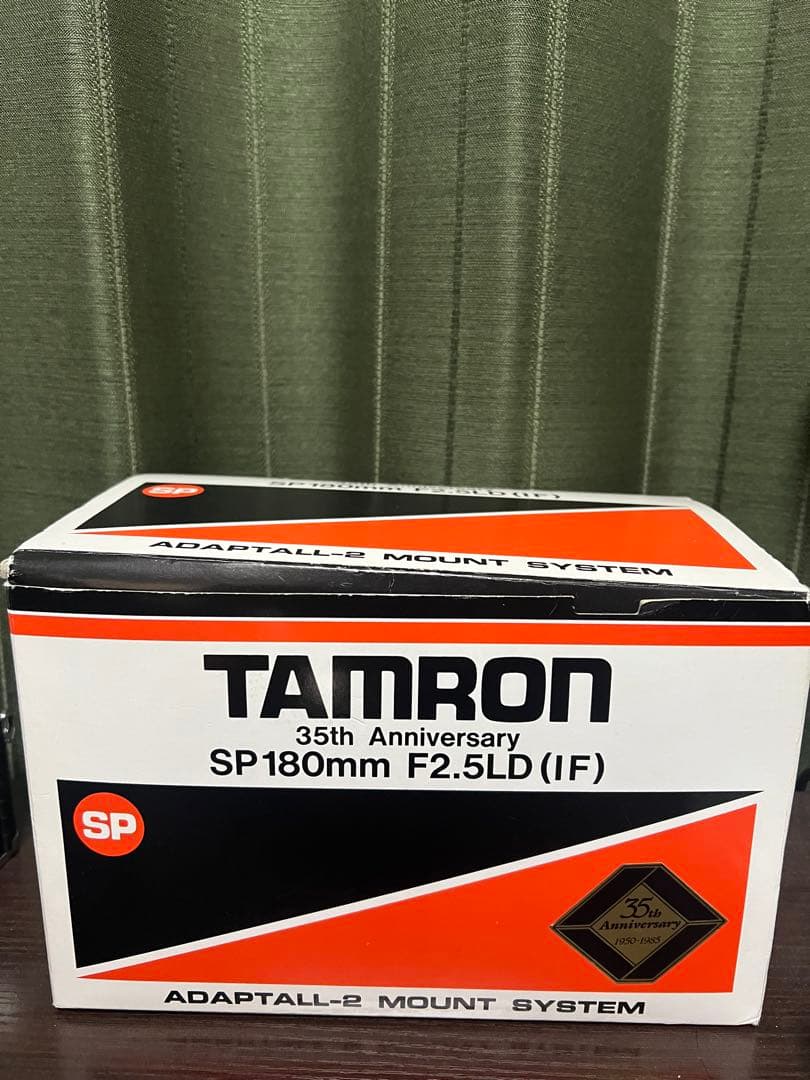 SP
SP180mm F2.5LD(IF)
ADAPTALL-2 MOUNT SYSTEM
TAMRON
35th Anniversary
SP180mm F2.5LD(IF)
SP
35th
Anniversary
1950-1985
ADAPTALL-2 MOUNT SYSTEM